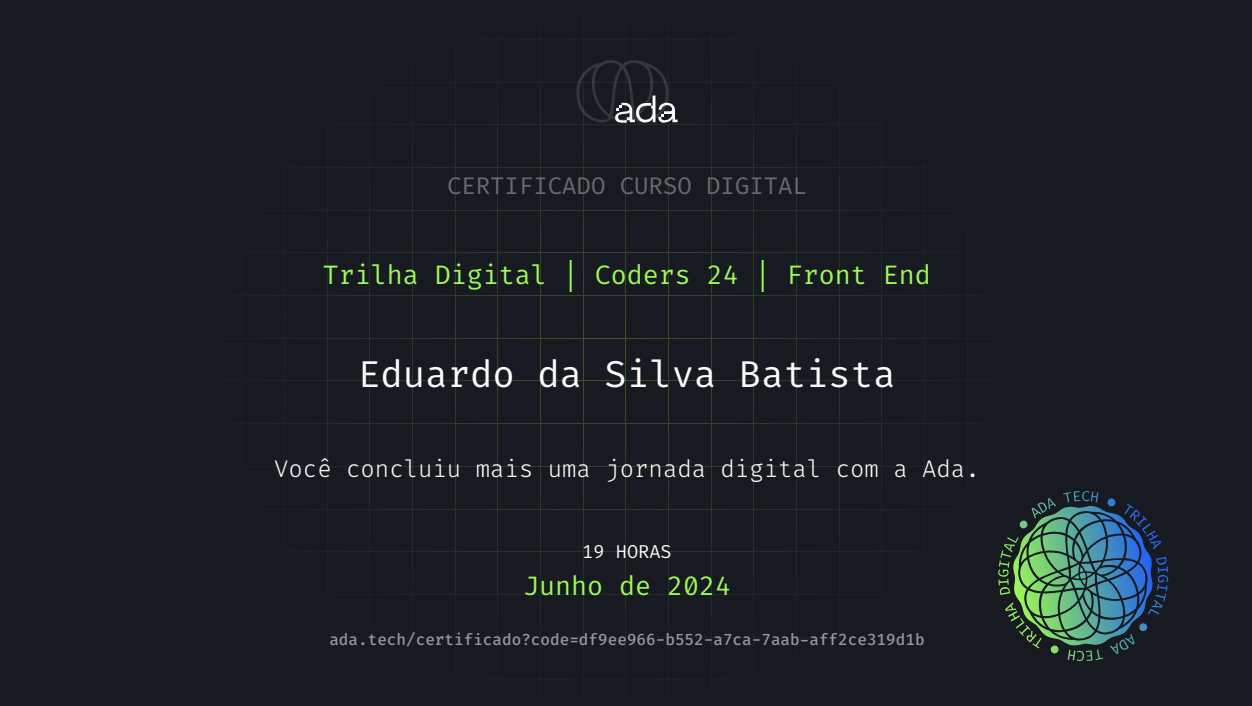 ada
CERTIFICADO CURSO DIGITAL
Trilha Digital | Coders 24 | Front End
Eduardo da Silva Batista
Você concluiu mais uma jornada digital com a Ada.
19 HORAS
Junho de 2024
ada.tech/certificado?code=df9ee966-b552-a7ca-7aab-aff2ce319d1b
ADA TECH • TRILHA DIGITAL • ADA TECH • TRILHA DIGITAL •